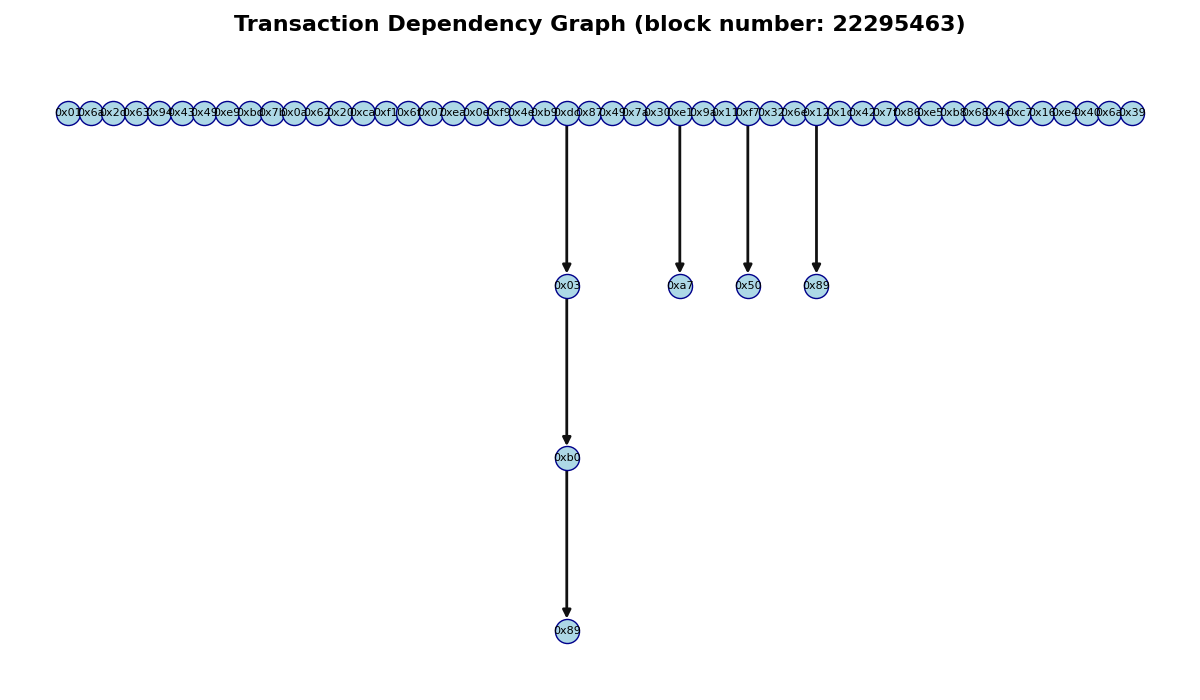 Transaction Dependency Graph (block number: 22295463)
0x01 0x6a 0x2d 0x63 0x94 0x43 0x49 0xe9 0xbd 0x7b 0x0a 0x62 0x20 0xca 0xf1 0x6f 0x07 0xea 0x0e 0xf9 0x4e 0xb9 0xdd 0x87 0x49 0x7a 0x30 0xe1 0x9a 0x11 0xf7 0x32 0x6e 0x12 0x1c 0x42 0x7f 0x86 0xe5 0xb8 0x68 0x4c 0xc7 0x16 0xe4 0x40 0x6a 0x39
0x03 0xa7 0x50 0x89
0xb0
0x89